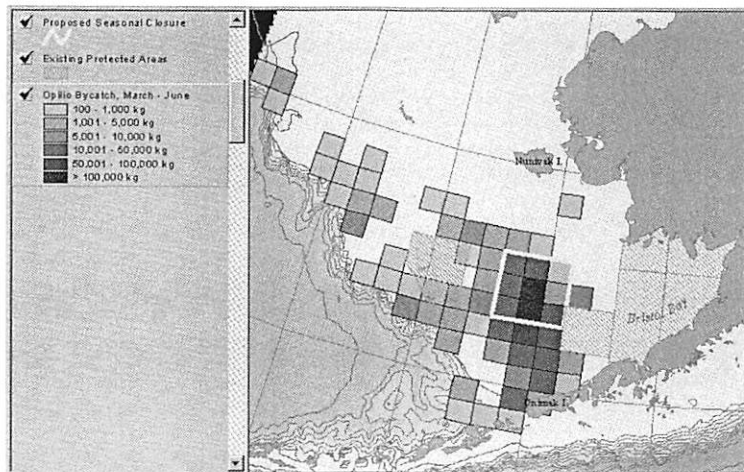 Proposed Seasonal Closure
Existing Protected Areas
Opilio Bycatch, March - June
100 - 1,000 kg
1,001 - 5,000 kg
5,001 - 10,000 kg
10,001 - 50,000 kg
50,001 - 100,000 kg
> 100,000 kg
Nunivak I.
Bristol Bay
Unimak I.